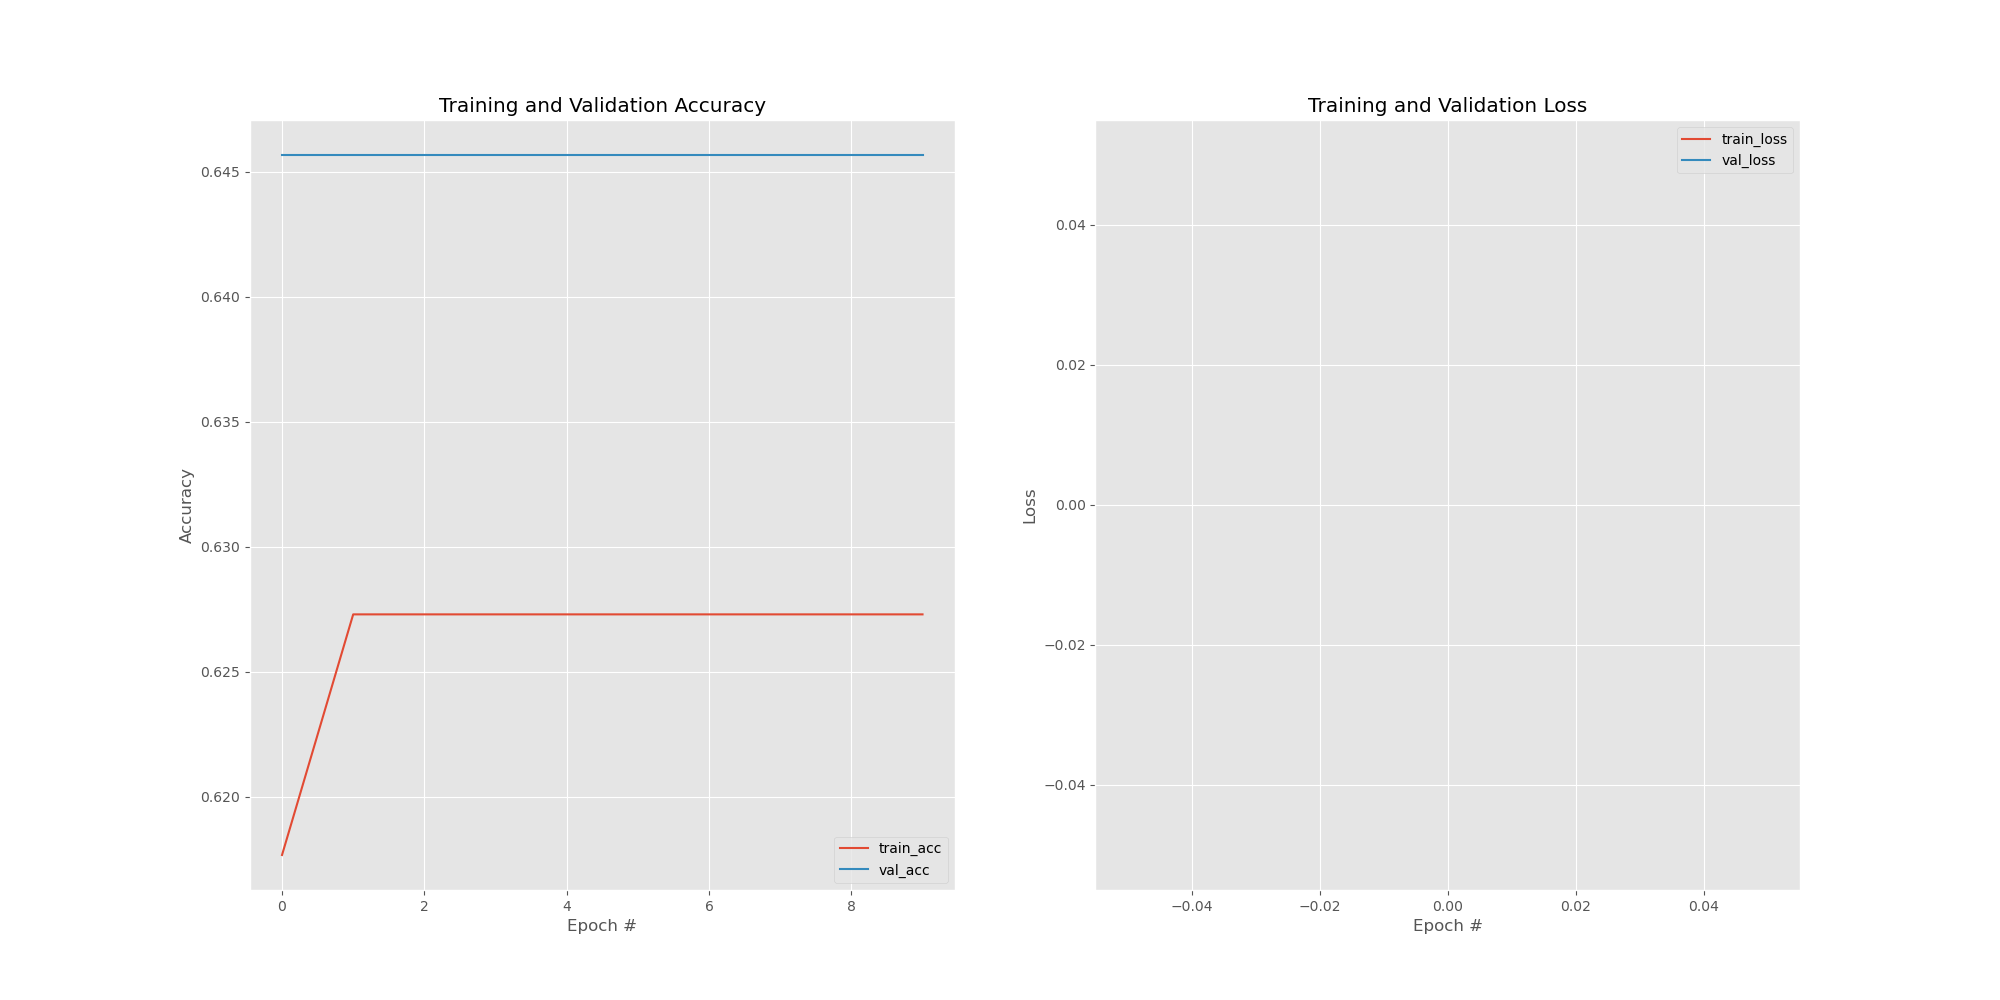 Training and Validation Accuracy
0.645
0.640
0.635
0.630
0.625
0.620
Accuracy
0 2 4 6 8
Epoch #
train_acc
val_acc
Training and Validation Loss
0.04
0.02
0.00
−0.02
−0.04
Loss
−0.04 −0.02 0.00 0.02 0.04
Epoch #
train_loss
val_loss